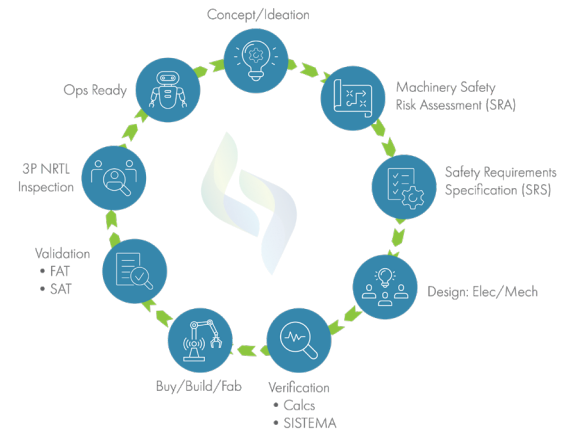 Concept/Ideation
Machinery Safety
Risk Assessment (SRA)
Safety Requirements
Specification (SRS)
Design: Elec/Mech
Verification
• Calcs
• SISTEMA
Buy/Build/Fab
Validation
• FAT
• SAT
3P NRTL
Inspection
Ops Ready